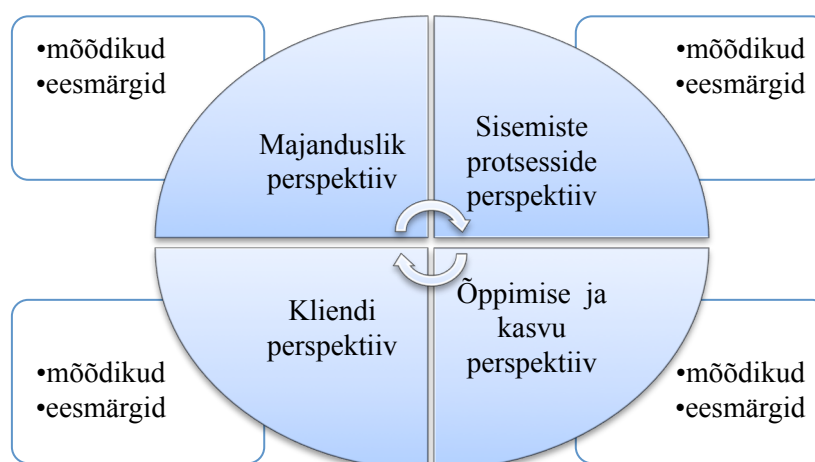 •mõõdikud
•eesmärgid
•mõõdikud
•eesmärgid
Majanduslik
perspektiiv
Sisemiste
protsesside
perspektiiv
Kliendi
perspektiiv
Õppimise ja
kasvu
perspektiiv
•mõõdikud
•eesmärgid
•mõõdikud
•eesmärgid